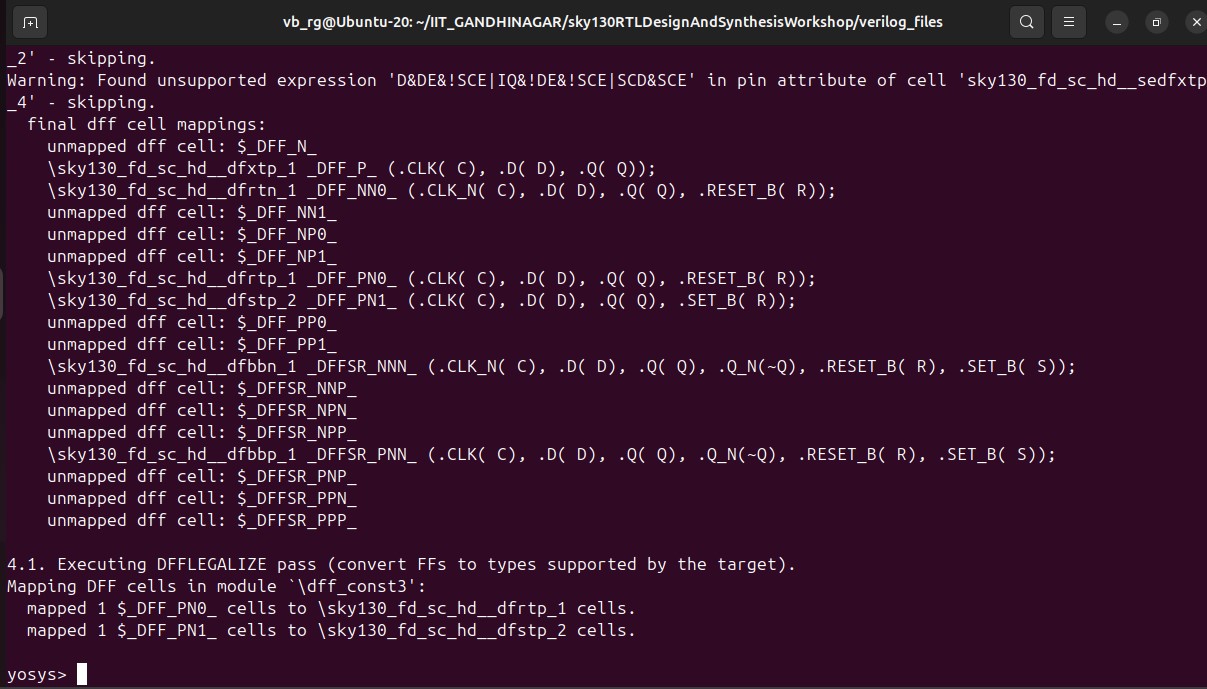 vb_rg@Ubuntu-20: ~/IIT_GANDHINAGAR/sky130RTLDesignAndSynthesisWorkshop/verilog_files
_2' - skipping.
Warning: Found unsupported expression 'D&DE&!SCE|IQ&!DE&!SCE|SCD&SCE' in pin attribute of cell 'sky130_fd_sc_hd__sedfxtp
_4' - skipping.
  final dff cell mappings:
    unmapped dff cell: $_DFF_N_
    \sky130_fd_sc_hd__dfxtp_1 _DFF_P_ (.CLK( C), .D( D), .Q( Q));
    \sky130_fd_sc_hd__dfrtn_1 _DFF_NN0_ (.CLK_N( C), .D( D), .Q( Q), .RESET_B( R));
    unmapped dff cell: $_DFF_NN1_
    unmapped dff cell: $_DFF_NP0_
    unmapped dff cell: $_DFF_NP1_
    \sky130_fd_sc_hd__dfrtp_1 _DFF_PN0_ (.CLK( C), .D( D), .Q( Q), .RESET_B( R));
    \sky130_fd_sc_hd__dfstp_2 _DFF_PN1_ (.CLK( C), .D( D), .Q( Q), .SET_B( R));
    unmapped dff cell: $_DFF_PP0_
    unmapped dff cell: $_DFF_PP1_
    \sky130_fd_sc_hd__dfbbn_1 _DFFSR_NNN_ (.CLK_N( C), .D( D), .Q( Q), .Q_N(~Q), .RESET_B( R), .SET_B( S));
    unmapped dff cell: $_DFFSR_NNP_
    unmapped dff cell: $_DFFSR_NPN_
    unmapped dff cell: $_DFFSR_NPP_
    \sky130_fd_sc_hd__dfbbp_1 _DFFSR_PNN_ (.CLK( C), .D( D), .Q( Q), .Q_N(~Q), .RESET_B( R), .SET_B( S));
    unmapped dff cell: $_DFFSR_PNP_
    unmapped dff cell: $_DFFSR_PPN_
    unmapped dff cell: $_DFFSR_PPP_
4.1. Executing DFFLEGALIZE pass (convert FFs to types supported by the target).
Mapping DFF cells in module `\dff_const3':
  mapped 1 $_DFF_PN0_ cells to \sky130_fd_sc_hd__dfrtp_1 cells.
  mapped 1 $_DFF_PN1_ cells to \sky130_fd_sc_hd__dfstp_2 cells.
yosys>